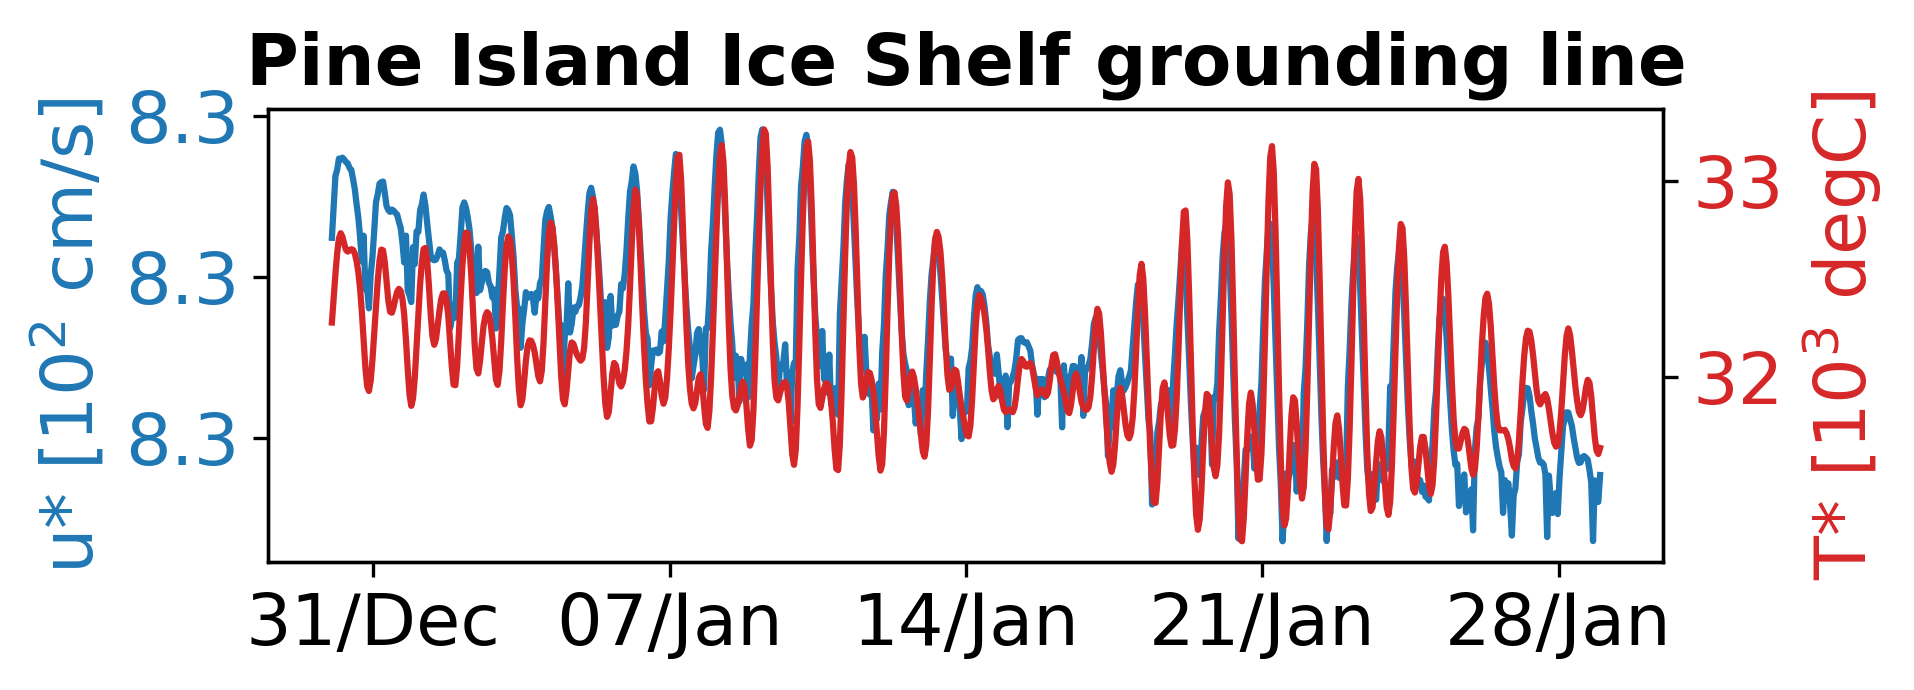 Pine Island Ice Shelf grounding line
u* [10² cm/s]
8.3
8.3
8.3
33
32
T* [10³ degC]
31/Dec 07/Jan 14/Jan 21/Jan 28/Jan